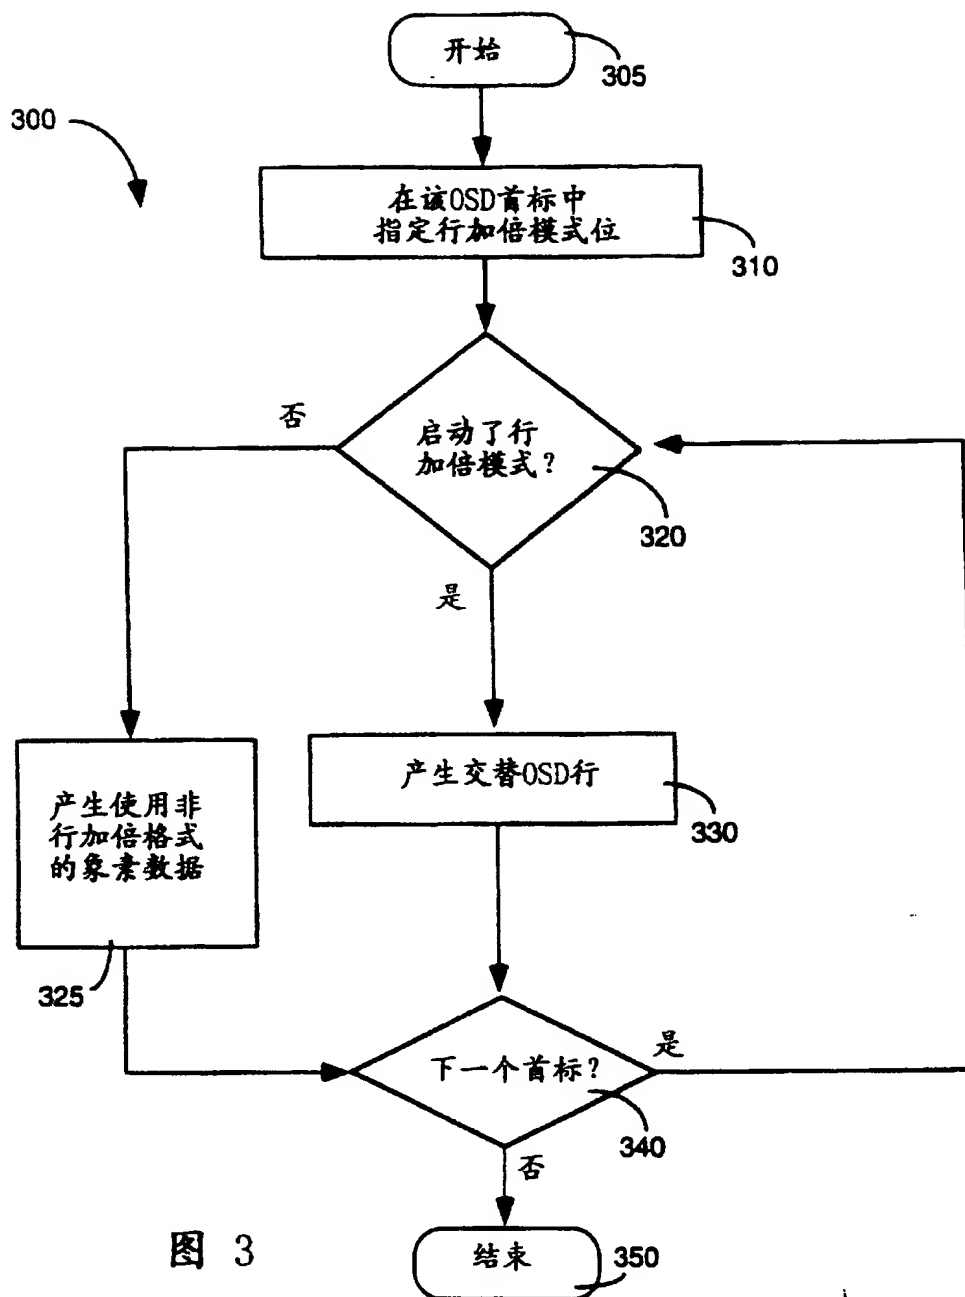 开始
305
300
在该OSD首标中
指定行加倍模式位
310
否
启动了行
加倍模式?
320
是
产生使用非
行加倍格式
的象素数据
325
产生交替OSD行
330
下一个首标?
是
340
否
结束
350
图 3